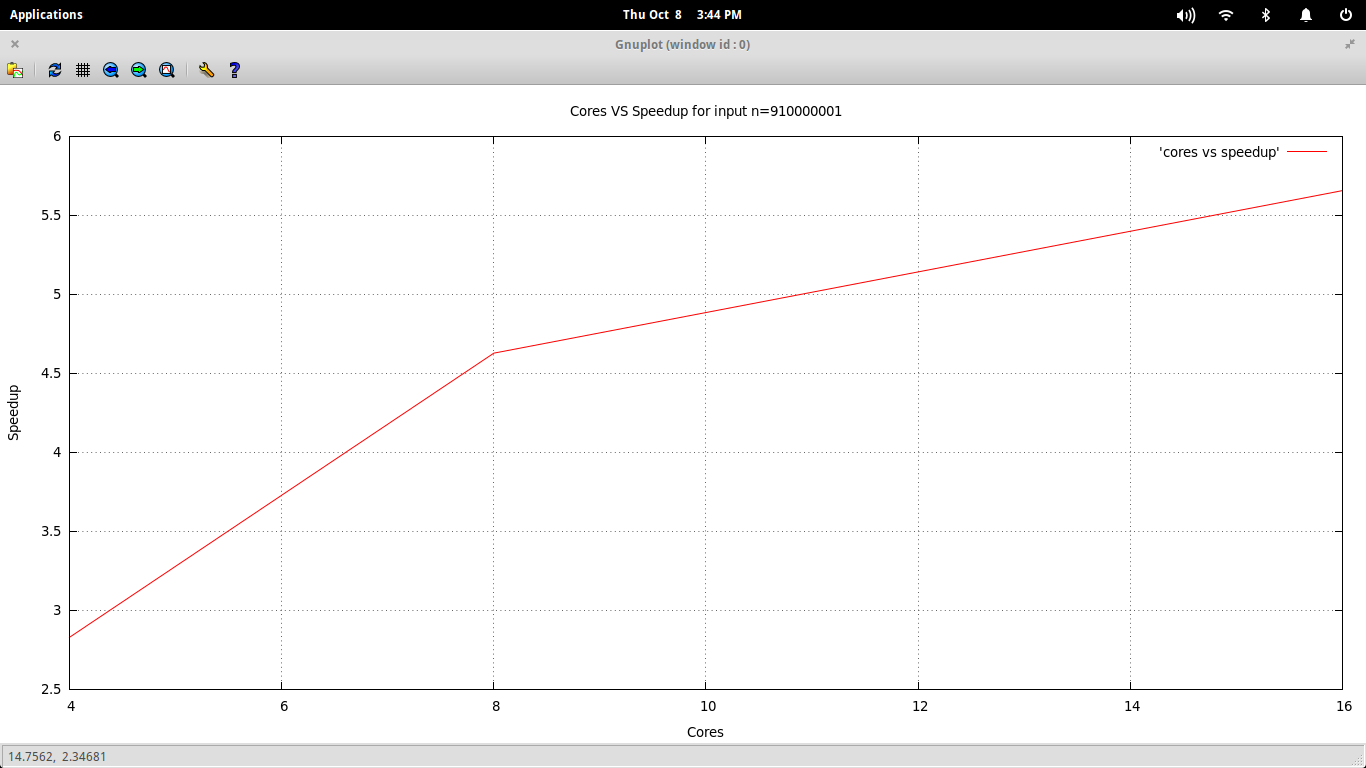 Applications Thu Oct 8 3:44 PM
Gnuplot (window id : 0)
Cores VS Speedup for input n=910000001
'cores vs speedup'
6
5.5
5
4.5
4
3.5
3
2.5
Speedup
4 6 8 10 12 14 16
Cores
14.7562, 2.34681